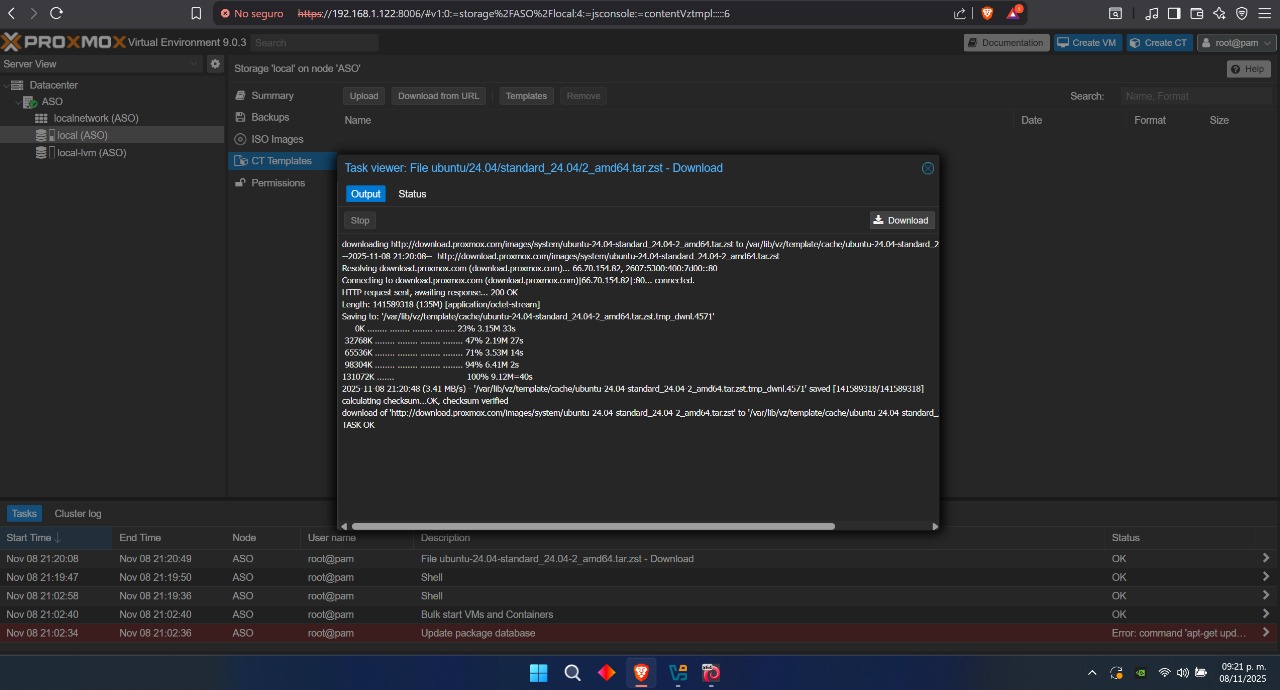 No seguro https://192.168.1.122:8006/#v1:0:=storage%2FASO%2Flocal:4:=jsconsole:=contentVztmpl:::::6
PROXMOX Virtual Environment 9.0.3 Search Documentation Create VM Create CT root@pam
Server View
Storage 'local' on node 'ASO' Help
Datacenter
ASO
localnetwork (ASO)
local (ASO)
local-lvm (ASO)
Summary
Backups
ISO Images
CT Templates
Permissions
Upload Download from URL Templates Remove Search: Name, Format
Name Date Format Size
Task viewer: File ubuntu/24.04/standard_24.04/2_amd64.tar.zst - Download
Output Status
Stop Download
downloading http://download.proxmox.com/images/system/ubuntu-24.04-standard_24.04-2_amd64.tar.zst to /var/lib/vz/template/cache/ubuntu-24.04-standard_2
--2025-11-08 21:20:08-- http://download.proxmox.com/images/system/ubuntu-24.04-standard_24.04-2_amd64.tar.zst
Resolving download.proxmox.com (download.proxmox.com)... 66.70.154.82, 2607:5300:400:7d00::80
Connecting to download.proxmox.com (download.proxmox.com)|66.70.154.82|:80... connected.
HTTP request sent, awaiting response... 200 OK
Length: 141589318 (135M) [application/octet-stream]
Saving to: '/var/lib/vz/template/cache/ubuntu-24.04-standard_24.04-2_amd64.tar.zst.tmp_dwnl.4571'
0K ........ ........ ........ ........ 23% 3.15M 33s
32768K ........ ........ ........ ........ 47% 2.19M 27s
65536K ........ ........ ........ ........ 71% 3.53M 14s
98304K ........ ........ ........ ........ 94% 6.41M 2s
131072K ....... 100% 9.12M=40s
2025-11-08 21:20:48 (3.41 MB/s) - '/var/lib/vz/template/cache/ubuntu-24.04-standard_24.04-2_amd64.tar.zst.tmp_dwnl.4571' saved [141589318/141589318]
calculating checksum...OK, checksum verified
download of 'http://download.proxmox.com/images/system/ubuntu-24.04-standard_24.04-2_amd64.tar.zst' to '/var/lib/vz/template/cache/ubuntu-24.04-standard_
TASK OK
Tasks Cluster log
Start Time End Time Node User name Description Status
Nov 08 21:20:08 Nov 08 21:20:49 ASO root@pam File ubuntu-24.04-standard_24.04-2_amd64.tar.zst - Download OK
Nov 08 21:19:47 Nov 08 21:19:50 ASO root@pam Shell OK
Nov 08 21:02:58 Nov 08 21:19:36 ASO root@pam Shell OK
Nov 08 21:02:40 Nov 08 21:02:40 ASO root@pam Bulk start VMs and Containers OK
Nov 08 21:02:34 Nov 08 21:02:36 ASO root@pam Update package database Error: command 'apt-get upd...
09:21 p. m.
08/11/2025